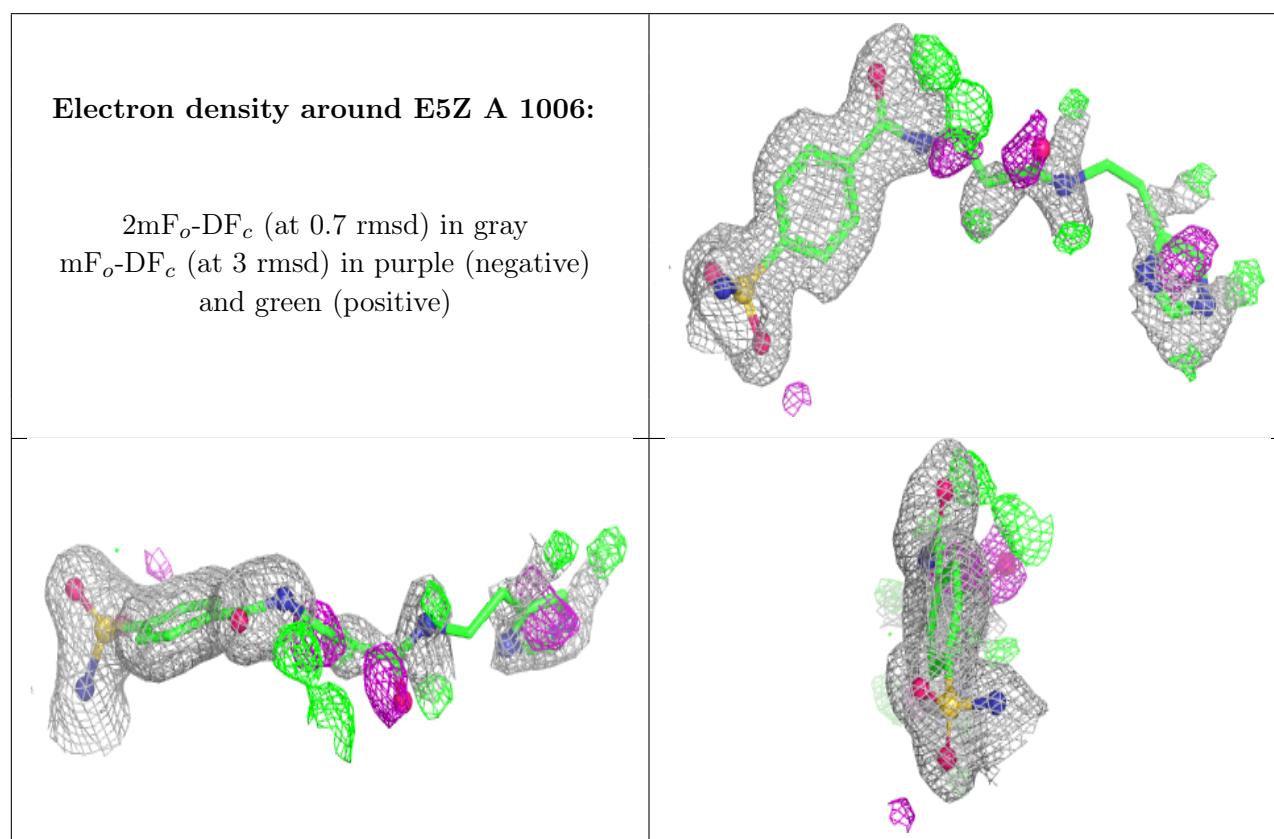 Electron density around E5Z A 1006:
2mFo-DFc (at 0.7 rmsd) in gray
mFo-DFc (at 3 rmsd) in purple (negative)
and green (positive)